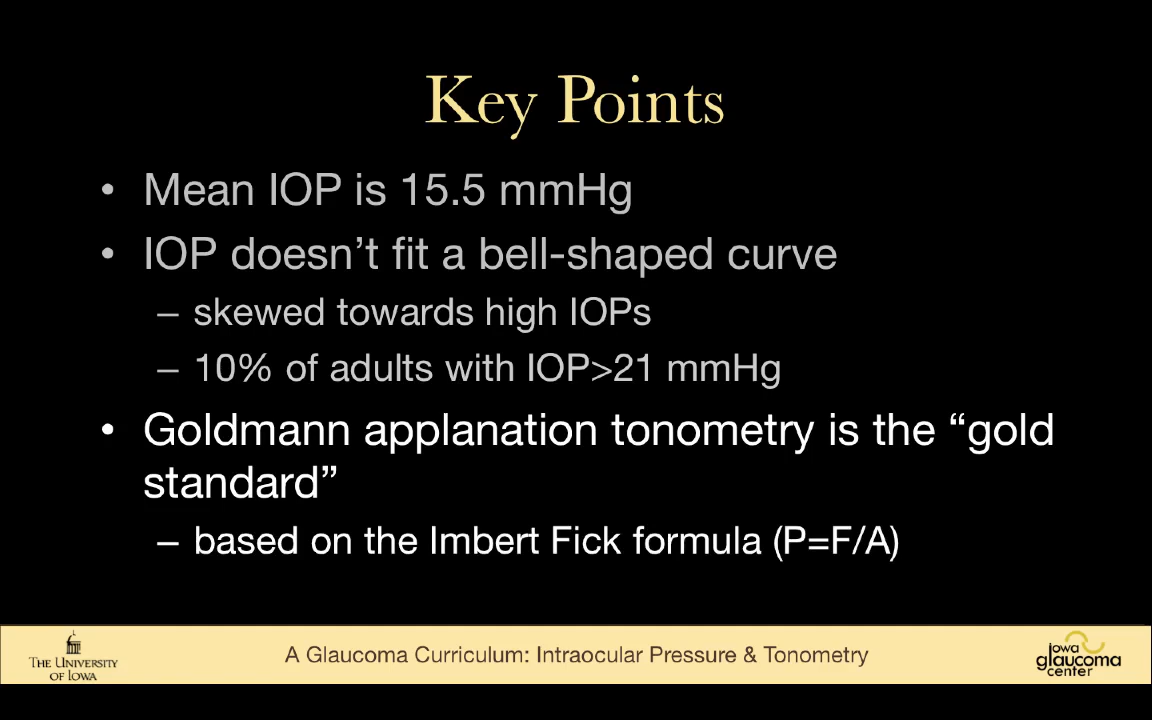 Key Points
• Mean IOP is 15.5 mmHg
• IOP doesn’t fit a bell-shaped curve
– skewed towards high IOPs
– 10% of adults with IOP>21 mmHg
• Goldmann applanation tonometry is the “gold
standard”
– based on the Imbert Fick formula (P=F/A)
THE UNIVERSITY
OF IOWA
A Glaucoma Curriculum: Intraocular Pressure & Tonometry
iowa
glaucoma
center